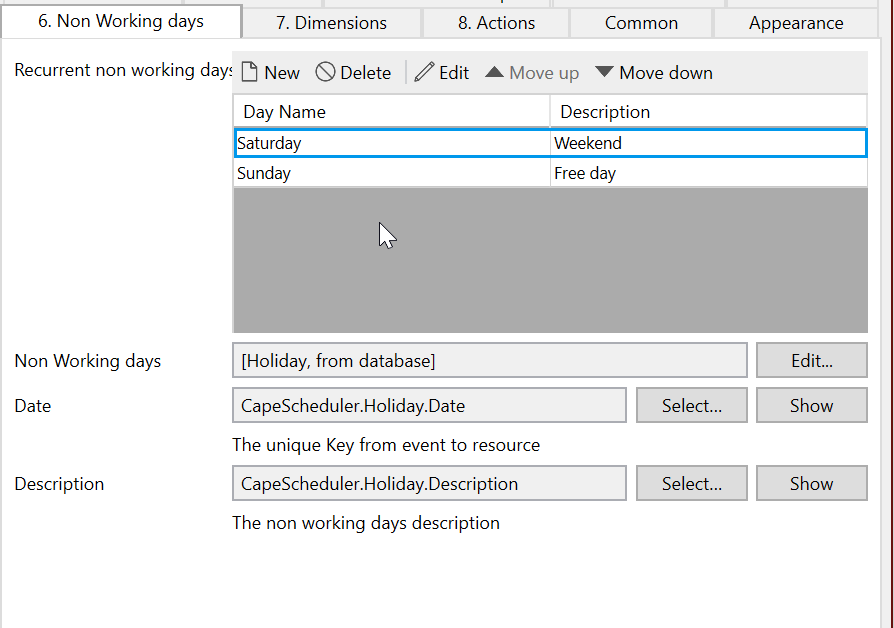 6. Non Working days 7. Dimensions 8. Actions Common Appearance
Recurrent non working days New Delete Edit Move up Move down
Day Name Description
Saturday Weekend
Sunday Free day
Non Working days [Holiday, from database] Edit...
Date CapeScheduler.Holiday.Date Select... Show
The unique Key from event to resource
Description CapeScheduler.Holiday.Description Select... Show
The non working days description